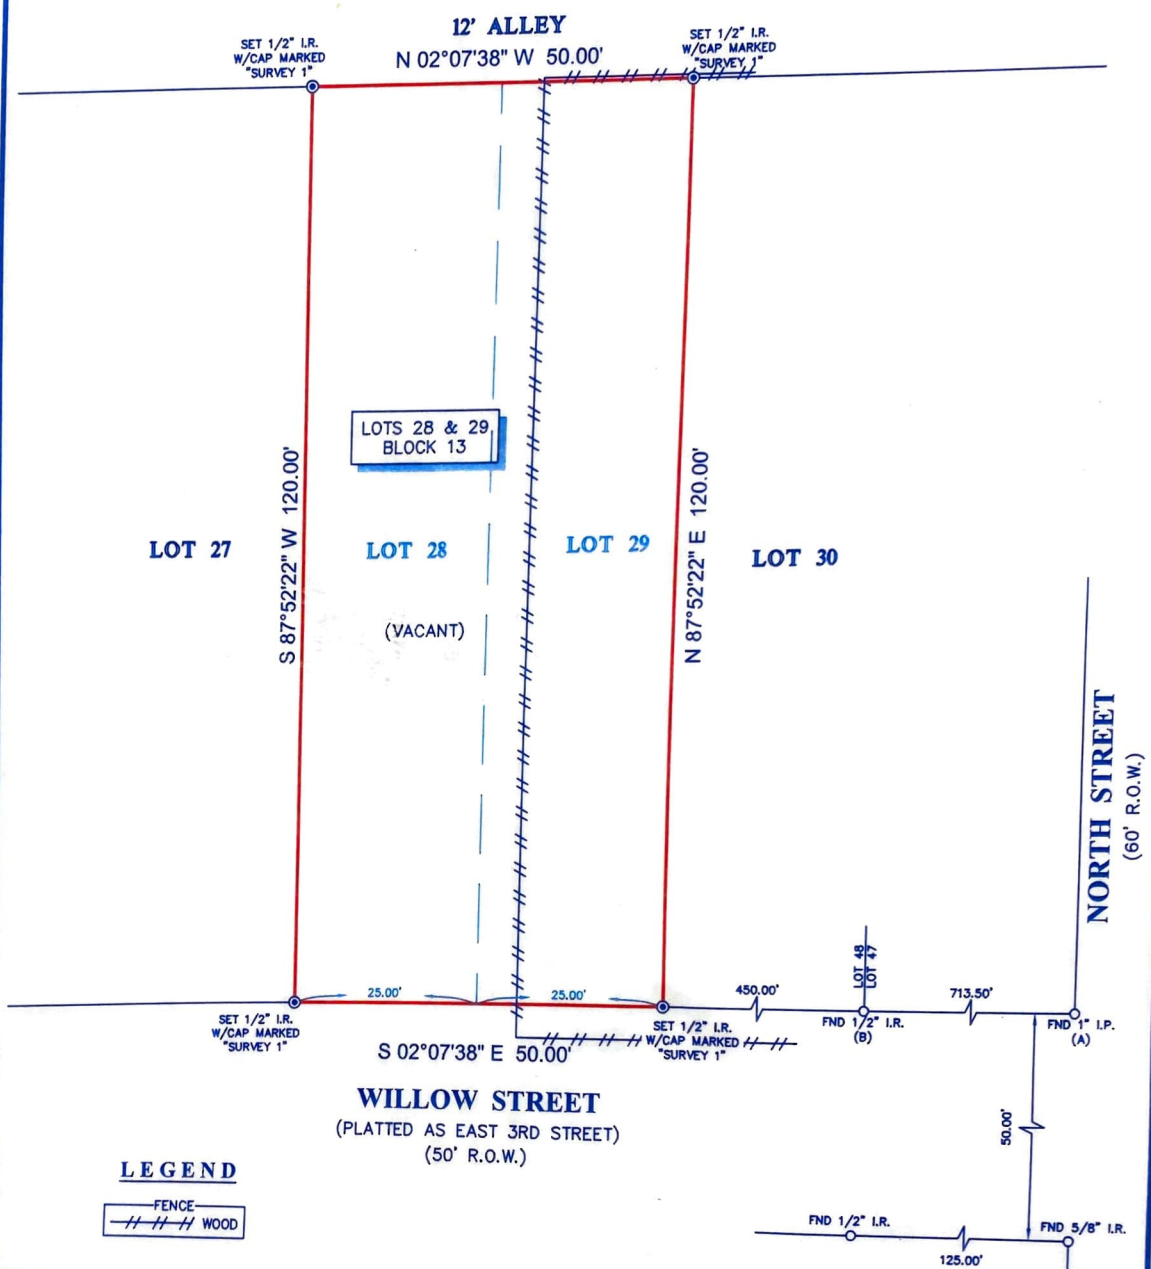 12' ALLEY
N 02°07'38" W 50.00'
SET 1/2" I.R.
W/CAP MARKED
"SURVEY 1"
SET 1/2" I.R.
W/CAP MARKED
"SURVEY 1"
LOTS 28 & 29
BLOCK 13
S 87°52'22" W 120.00'
N 87°52'22" E 120.00'
LOT 27
LOT 28
LOT 29
LOT 30
(VACANT)
NORTH STREET
(60' R.O.W.)
LOT 48
LOT 47
25.00'
25.00'
450.00'
713.50'
SET 1/2" I.R.
W/CAP MARKED
"SURVEY 1"
SET 1/2" I.R.
W/CAP MARKED
"SURVEY 1"
FND 1/2" I.R.
(B)
FND 1" I.P.
(A)
S 02°07'38" E 50.00'
WILLOW STREET
(PLATTED AS EAST 3RD STREET)
(50' R.O.W.)
50.00'
LEGEND
FENCE
WOOD
FND 1/2" I.R.
FND 5/8" I.R.
125.00'